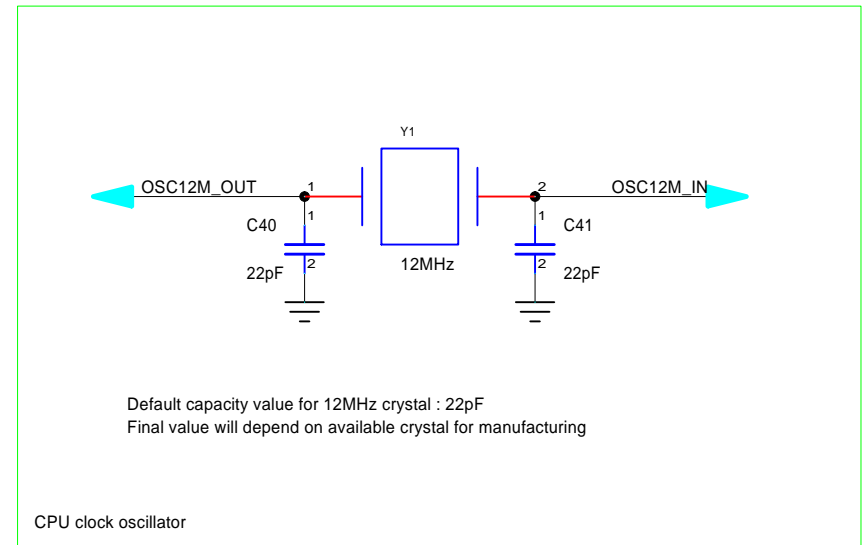 Y1
OSC12M_OUT 1 2 OSC12M_IN
1 1
C40 C41
12MHz
2 2
22pF 22pF
Default capacity value for 12MHz crystal : 22pF
Final value will depend on available crystal for manufacturing
CPU clock oscillator